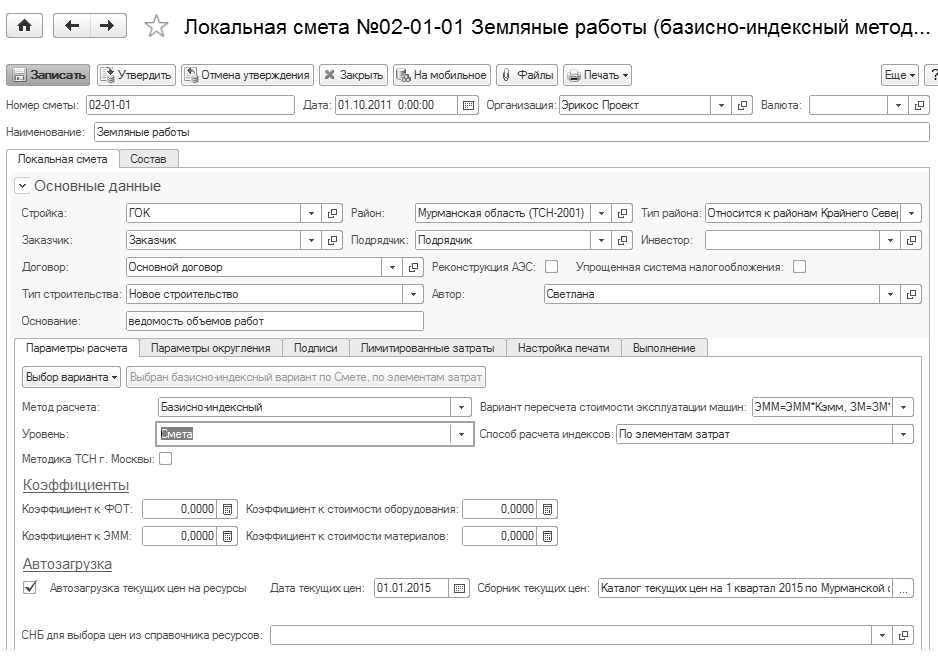 Локальная смета №02-01-01 Земляные работы (базисно-индексный метод...
Записать Утвердить Отмена утверждения Закрыть На мобильное Файлы Печать Еще ?
Номер сметы: 02-01-01 Дата: 01.10.2011 0:00:00 Организация: Эрикос Проект Валюта:
Наименование: Земляные работы
Локальная смета Состав
Основные данные
Стройка: ГОК Район: Мурманская область (ТСН-2001) Тип района: Относится к районам Крайнего Север
Заказчик: Заказчик Подрядчик: Подрядчик Инвестор:
Договор: Основной договор Реконструкция АЭС: Упрощенная система налогообложения:
Тип строительства: Новое строительство Автор: Светлана
Основание: ведомость объемов работ
Параметры расчета Параметры округления Подписи Лимитированные затраты Настройка печати Выполнение
Выбор варианта Выбран базисно-индексный вариант по Смете, по элементам затрат
Метод расчета: Базисно-индексный Вариант пересчета стоимости эксплуатации машин: ЭММ=ЭММ*Кэмм, ЗМ=ЗМ*
Уровень: Смета Способ расчета индексов: По элементам затрат
Методика ТСН г. Москвы:
Коэффициенты
Коэффициент к ФОТ: 0,0000 Коэффициент к стоимости оборудования: 0,0000
Коэффициент к ЭММ: 0,0000 Коэффициент к стоимости материалов: 0,0000
Автозагрузка
Автозагрузка текущих цен на ресурсы Дата текущих цен: 01.01.2015 Сборник текущих цен: Каталог текущих цен на 1 квартал 2015 по Мурманской о ...
СНБ для выбора цен из справочника ресурсов: